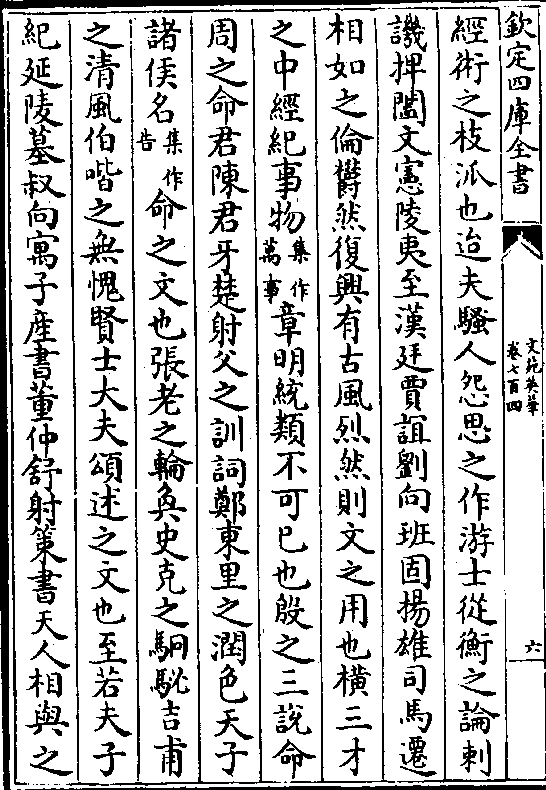 欽定四庫全書
文苑英華
卷七百四
六
經術之枝派也迨夫騷人怨思之作游士從衡之論刺
譏捭闔文憲陵夷至漢廷賈誼劉向班固揚雄司馬遷
相如之倫鬱然復興有古風烈然則文之用也橫三才
之中經紀事物集作萬事章明統類不可已也殷之三說命
周之命君陳君牙楚射父之訓詞鄭東里之潤色天子
諸侯名集作告命之文也張老之輪奐史克之駉駜吉甫
之清風伯喈之無愧賢士大夫頌述之文也至若夫子
紀延陵墓叔向寓子産書董仲舒射策書天人相與之